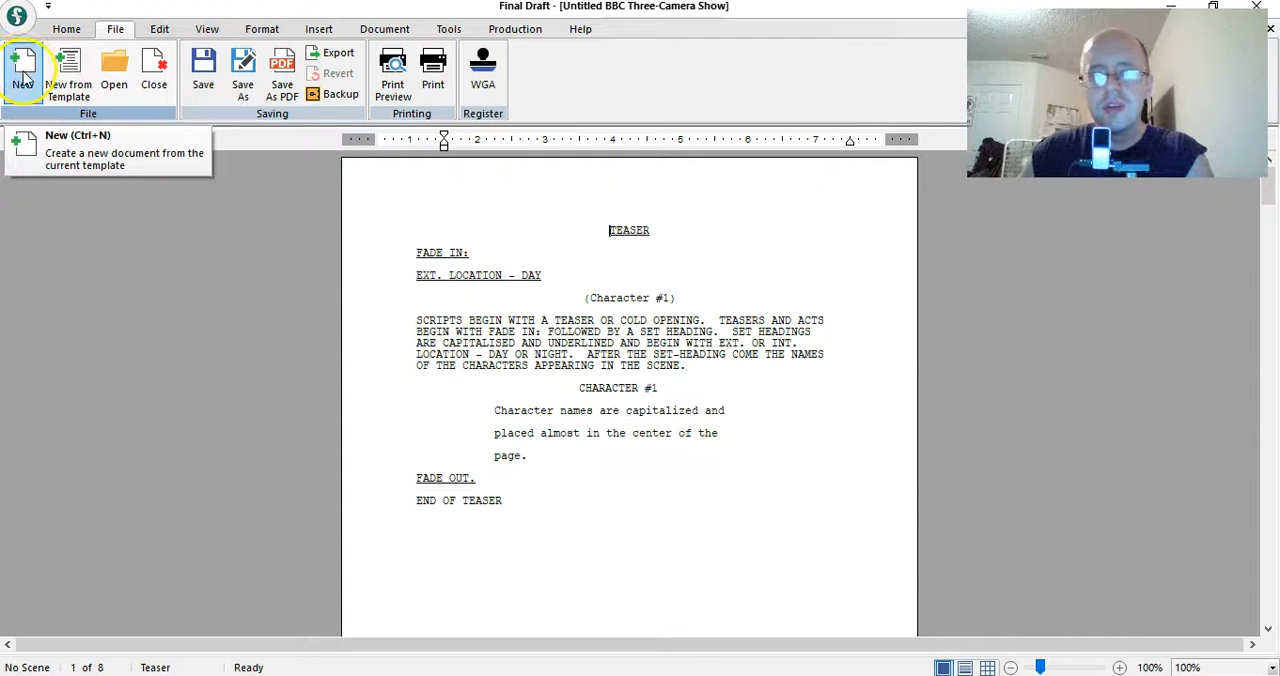 Final Draft - [Untitled BBC Three-Camera Show]
Home File Edit View Format Insert Document Tools Production Help
New
New from
Template
Open
Close
Save
Save
As
Save
As PDF
Export
Revert
Backup
Print
Preview
Print
WGA
File Saving Printing Register
New (Ctrl+N)
Create a new document from the
current template
1 2 3 4 5 6 7
TEASER
FADE IN:
EXT. LOCATION - DAY
(Character #1)
SCRIPTS BEGIN WITH A TEASER OR COLD OPENING. TEASERS AND ACTS
BEGIN WITH FADE IN: FOLLOWED BY A SET HEADING. SET HEADINGS
ARE CAPITALISED AND UNDERLINED AND BEGIN WITH EXT. OR INT.
LOCATION - DAY OR NIGHT. AFTER THE SET-HEADING COME THE NAMES
OF THE CHARACTERS APPEARING IN THE SCENE.
CHARACTER #1
Character names are capitalized and
placed almost in the center of the
page.
FADE OUT.
END OF TEASER
No Scene 1 of 8 Teaser Ready 100% 100%